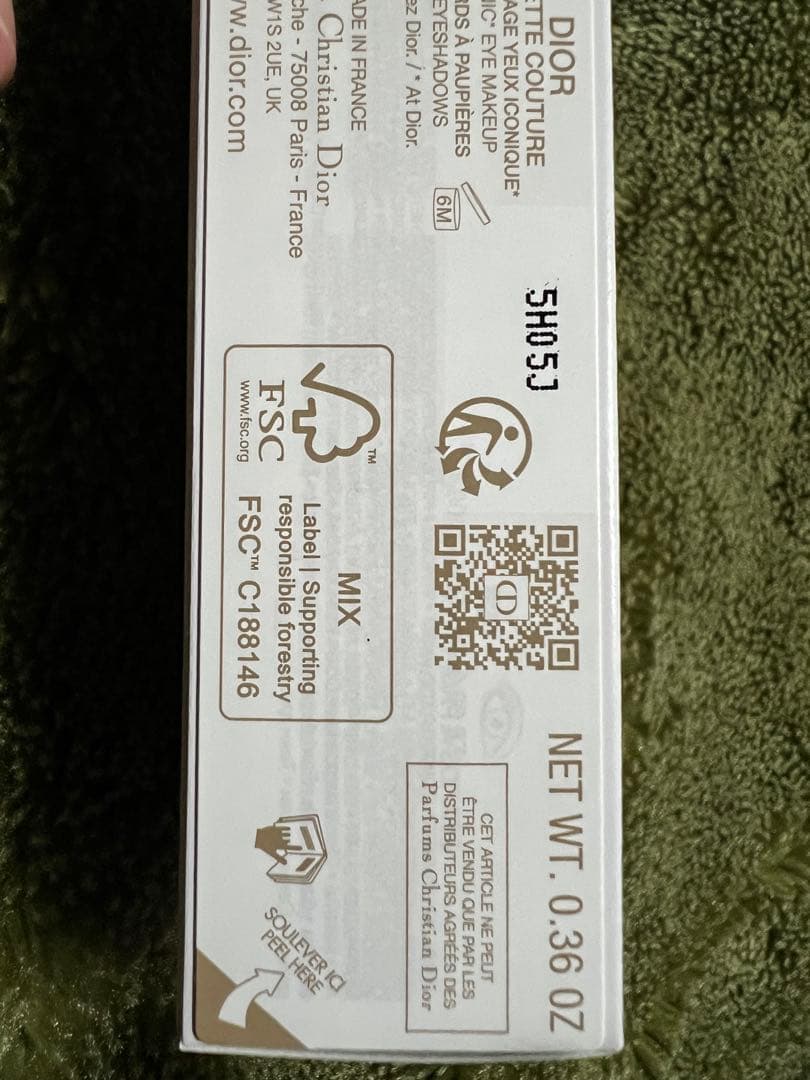 DIOR
ETTE COUTURE
AGE YEUX ICONIQUE*
IC* EYE MAKEUP
DS À PAUPIÈRES
EYESHADOWS
ez Dior. / * At Dior.
6M
ADE IN FRANCE
Christian Dior
che - 75008 Paris - France
W1S 2UE, UK
w.dior.com
5H05J
FSC
www.fsc.org
TM
MIX
Label | Supporting
responsible forestry
FSC™ C188146
CD
NET WT. 0.36 OZ
CET ARTICLE NE PEUT
ÊTRE VENDU QUE PAR LES
DISTRIBUTEURS AGRÉÉS DES
Parfums Christian Dior
SOULEVER ICI
PEEL HERE